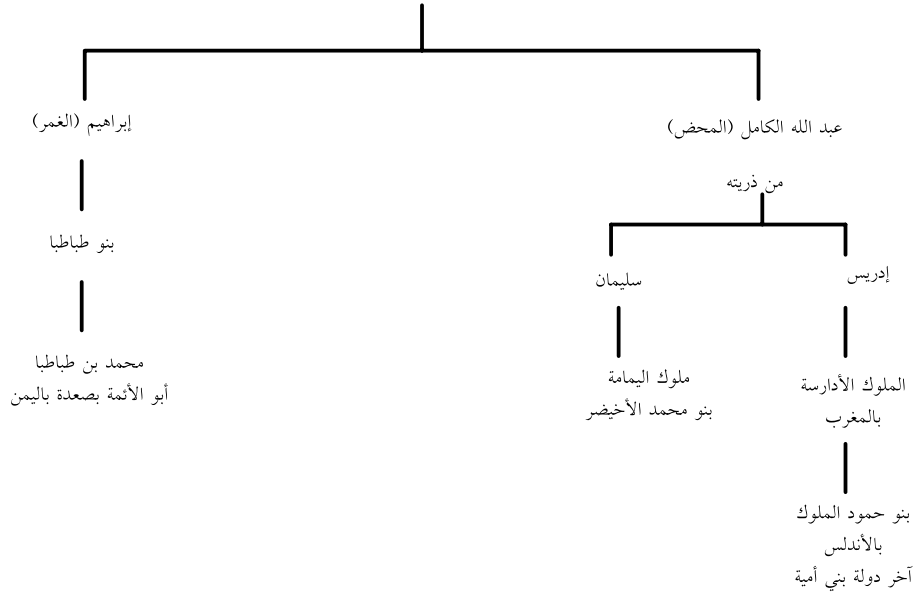 عبد الله الكامل (المحض)
إبراهيم (الغمر)
من ذريته
بنو طباطبا
إدريس
سليمان
محمد بن طباطبا
أبو الأئمة بصعدة باليمن
الملوك الأدارسة
بالمغرب
ملوك اليمامة
بنو محمد الأخيضر
بنو حمود الملوك
بالأندلس
آخر دولة بني أمية